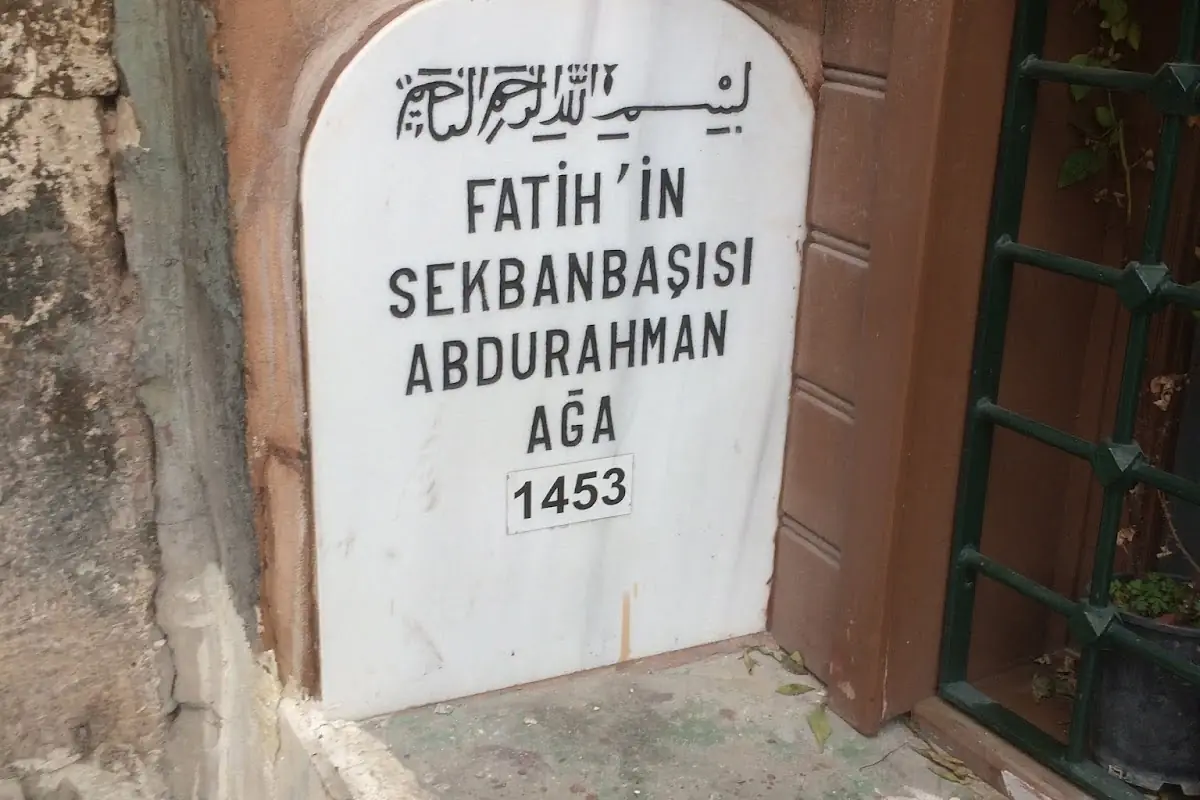 بسم الله الرحمن الرحيم
FATİH'İN
SEKBANBAŞISI
ABDURAHMAN
AĞA
1453